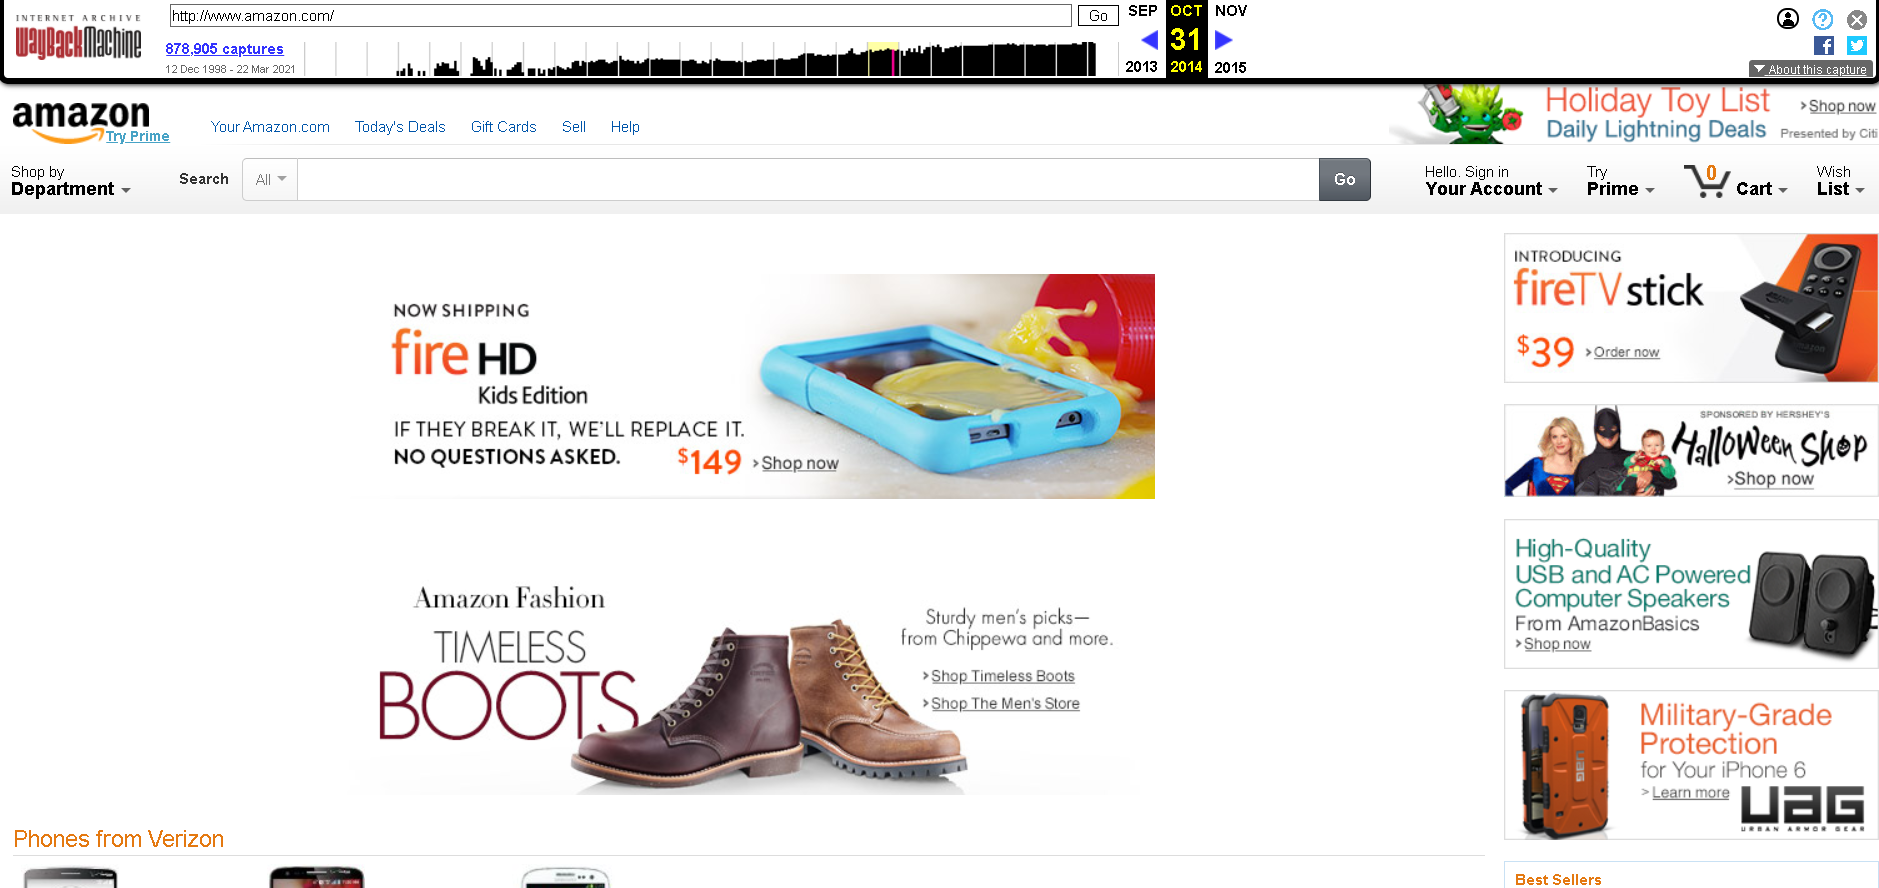 INTERNET ARCHIVE
WayBackMachine
http://www.amazon.com/
Go
SEP
OCT
NOV
878,905 captures
31
12 Dec 1998 - 22 Mar 2021
2013
2014
2015
About this capture
amazon
Try Prime
Your Amazon.com
Today's Deals
Gift Cards
Sell
Help
Holiday Toy List
Daily Lightning Deals
>Shop now
Presented by Citi
Shop by
Department
Search
All
Go
Hello. Sign in
Your Account
Try
Prime
0
Cart
Wish
List
NOW SHIPPING
fire HD
Kids Edition
IF THEY BREAK IT, WE'LL REPLACE IT.
NO QUESTIONS ASKED.
$149
>Shop now
INTRODUCING
fireTV stick
$39
>Order now
amazon
SPONSORED BY HERSHEY'S
Halloween Shop
>Shop now
High-Quality
USB and AC Powered
Computer Speakers
From AmazonBasics
>Shop now
Amazon Fashion
TIMELESS
BOOTS
Sturdy men's picks—
from Chippewa and more.
>Shop Timeless Boots
>Shop The Men's Store
Military-Grade
Protection
for Your iPhone 6
>Learn more
UAG
URBAN ARMOR GEAR
Phones from Verizon
Best Sellers